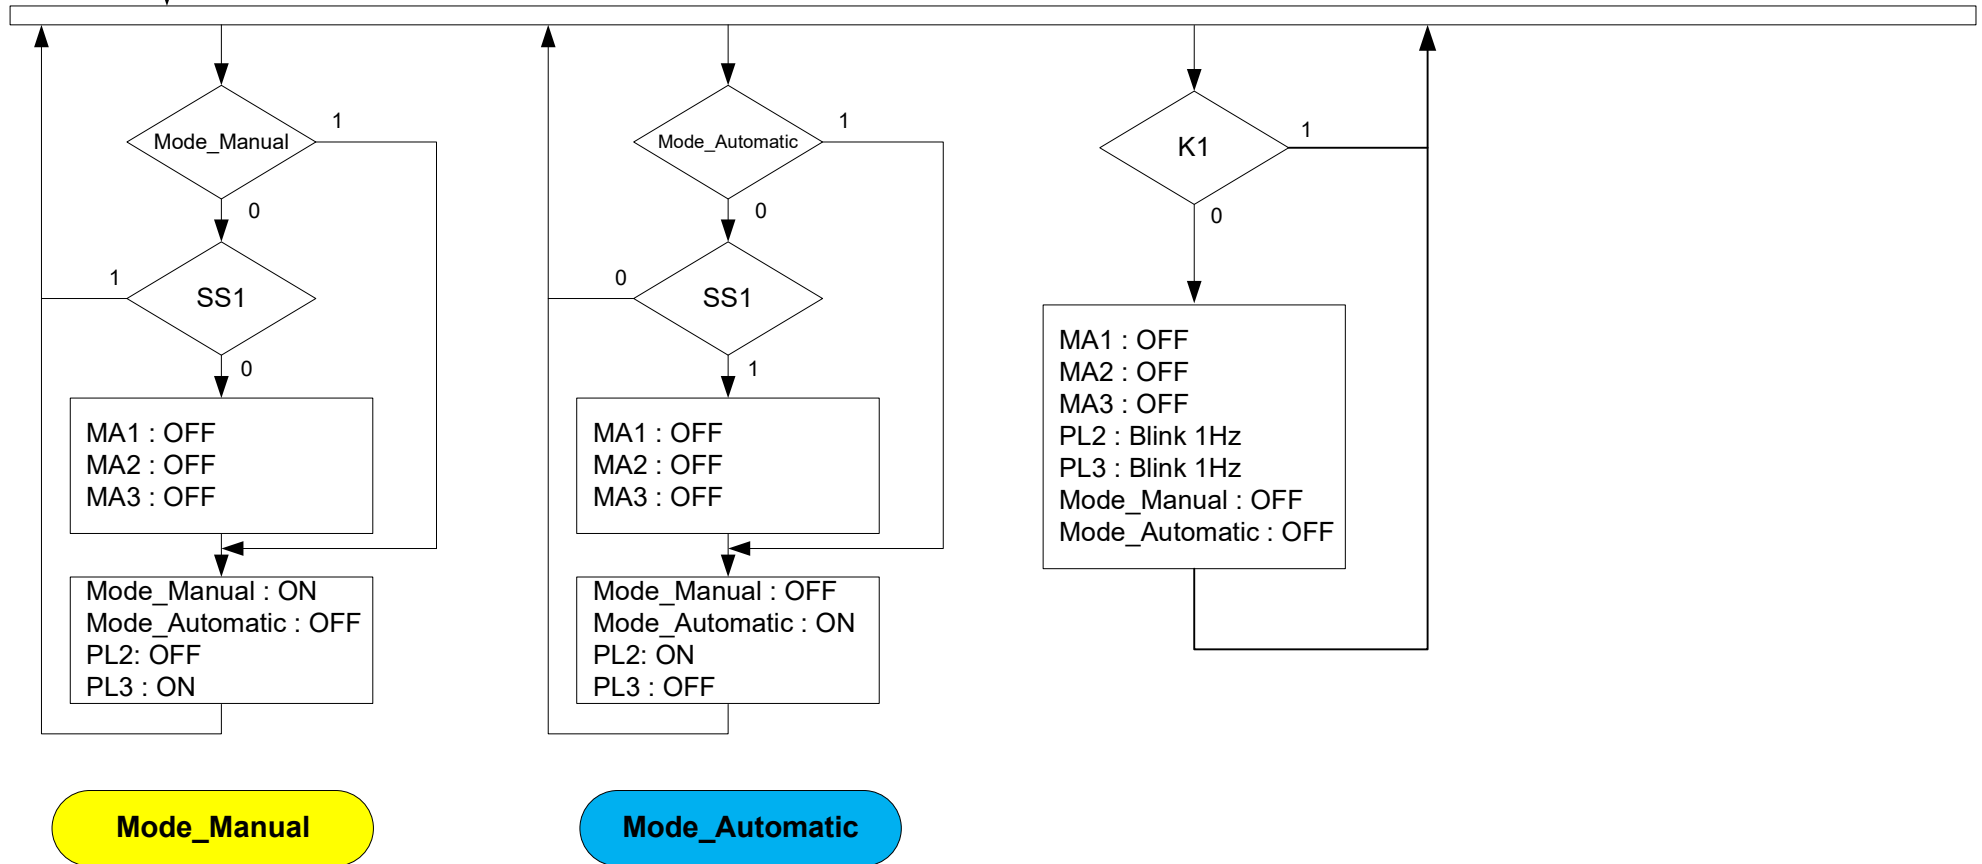 Mode_Manual
1
0
SS1
1
0
MA1 : OFF
MA2 : OFF
MA3 : OFF
Mode_Manual : ON
Mode_Automatic : OFF
PL2: OFF
PL3 : ON
Mode_Manual
Mode_Automatic
1
0
SS1
0
1
MA1 : OFF
MA2 : OFF
MA3 : OFF
Mode_Manual : OFF
Mode_Automatic : ON
PL2: ON
PL3 : OFF
Mode_Automatic
K1
1
0
MA1 : OFF
MA2 : OFF
MA3 : OFF
PL2 : Blink 1Hz
PL3 : Blink 1Hz
Mode_Manual : OFF
Mode_Automatic : OFF